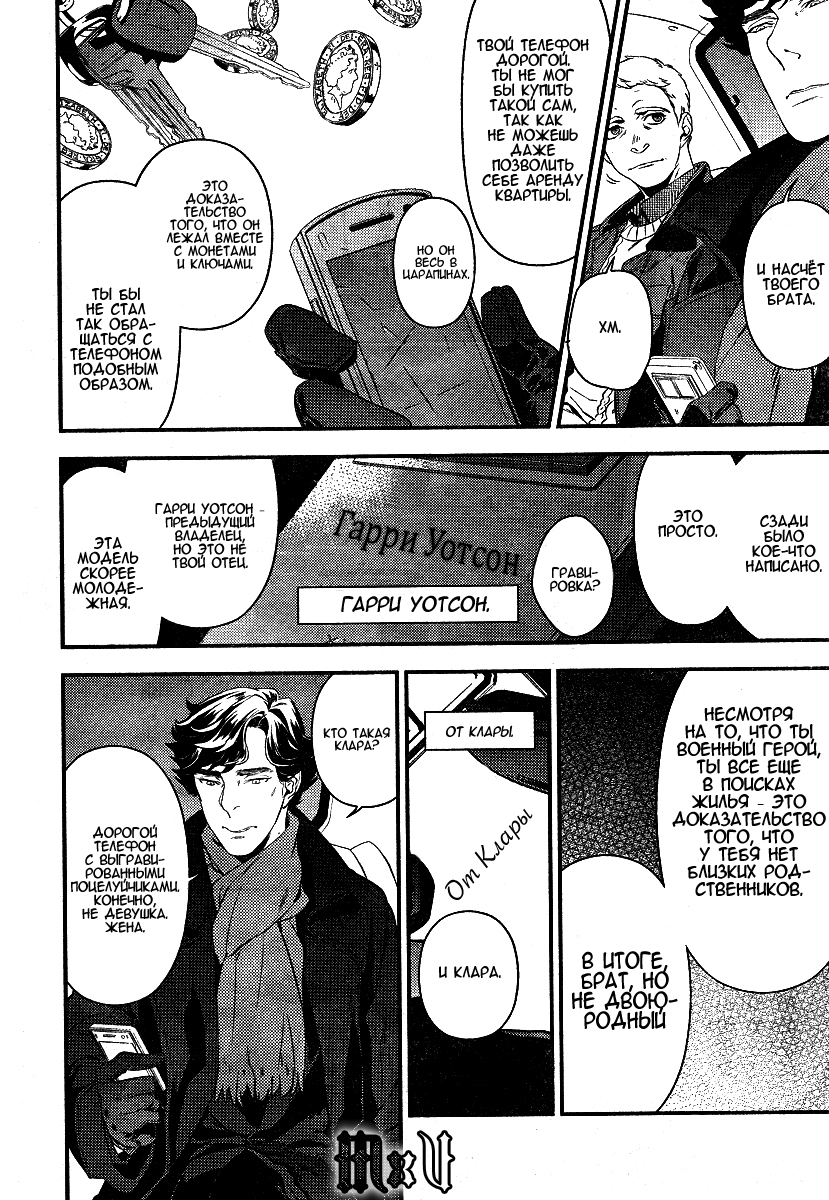 И НАСЧЁТ
ТВОЕГО
БРАТА.
ХМ.
ТВОЙ ТЕЛЕФОН
ДОРОГОЙ.
ТЫ НЕ МОГ
БЫ КУПИТЬ
ТАКОЙ САМ,
ТАК КАК
НЕ МОЖЕШЬ
ДАЖЕ
ПОЗВОЛИТЬ
СЕБЕ АРЕНДУ
КВАРТИРЫ.
НО ОН
ВЕСЬ В
ЦАРАПИНАХ.
ЭТО
ДОКАЗА-
ТЕЛЬСТВО
ТОГО, ЧТО ОН
ЛЕЖАЛ ВМЕСТЕ
С МОНЕТАМИ
И КЛЮЧАМИ.
ТЫ БЫ
НЕ СТАЛ
ТАК ОБРА-
ЩАТЬСЯ С
ТЕЛЕФОНОМ
ПОДОБНЫМ
ОБРАЗОМ.
СЗАДИ
БЫЛО
КОЕ-ЧТО
НАПИСАНО.
ЭТО
ПРОСТО.
ГРАВИ-
РОВКА?
Гарри Уотсон
ГАРРИ УОТСОН.
ГАРРИ УОТСОН -
ПРЕДЫДУЩИЙ
ВЛАДЕЛЕЦ,
НО ЭТО НЕ
ТВОЙ ОТЕЦ.
ЭТА
МОДЕЛЬ
СКОРЕЕ
МОЛОДЕ-
ЖНАЯ.
НЕСМОТРЯ
НА ТО, ЧТО ТЫ
ВОЕННЫЙ ГЕРОЙ,
ТЫ ВСЕ ЕЩЕ
В ПОИСКАХ
ЖИЛЬЯ - ЭТО
ДОКАЗАТЕЛЬСТВО
ТОГО, ЧТО
У ТЕБЯ НЕТ
БЛИЗКИХ РОД-
СТВЕННИКОВ.
В ИТОГЕ,
БРАТ, НО
НЕ ДВОЮ-
РОДНЫЙ
ОТ КЛАРЫ.
От Клары
И КЛАРА.
КТО ТАКАЯ
КЛАРА?
ДОРОГОЙ
ТЕЛЕФОН
С ВЫГРАВИ-
РОВАННЫМИ
ПОЦЕЛУЙЧИКАМИ.
КОНЕЧНО,
НЕ ДЕВУШКА.
ЖЕНА.
MxV